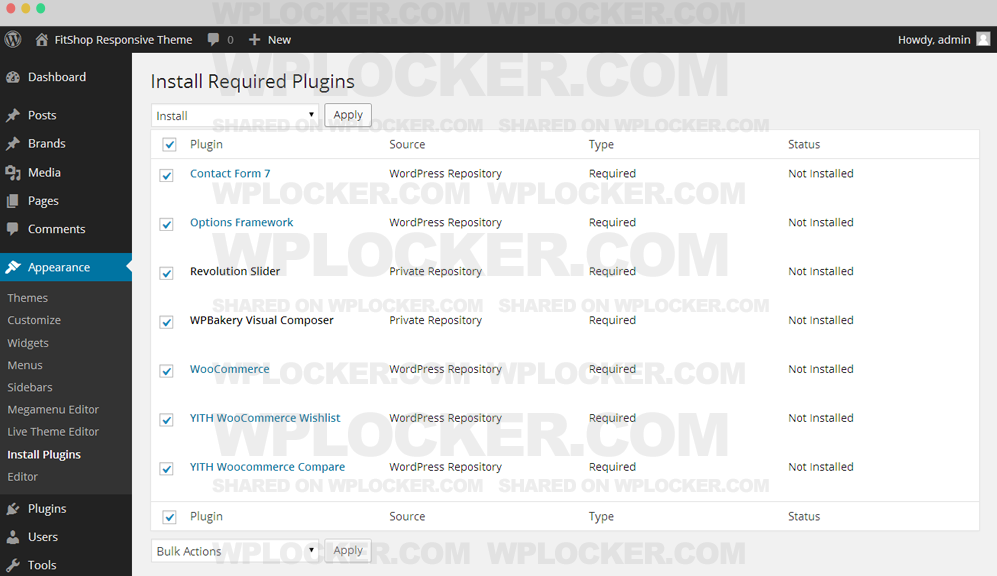 WPLOCKER.COM WPLOCKER.COM
FitShop Responsive Theme 0 New Howdy, admin
WPLOCKER.COM
Dashboard
Posts
Brands
Media
Pages
Comments
Appearance
Themes
Customize
Widgets
Menus
Sidebars
Megamenu Editor
Live Theme Editor
Install Plugins
Editor
Plugins
Users
Tools
Install Required Plugins
Install Apply
SHARED ON WPLOCKER.COM SHARED ON WPLOCKER.COM
Plugin Source Type Status
Contact Form 7 WordPress Repository Required Not Installed
WPLOCKER.COM WPLOCKER.COM
Options Framework WordPress Repository Required Not Installed
WPLOCKER.COM
Revolution Slider Private Repository Required Not Installed
SHARED ON WPLOCKER.COM SHARED ON WPLOCKER.COM
WPBakery Visual Composer Private Repository Required Not Installed
WooCommerce WordPress Repository Required Not Installed
WPLOCKER.COM WPLOCKER.COM
YITH WooCommerce Wishlist WordPress Repository Required Not Installed
WPLOCKER.COM
YITH Woocommerce Compare WordPress Repository Required Not Installed
SHARED ON WPLOCKER.COM SHARED ON WPLOCKER.COM
Plugin Source Type Status
Bulk Actions Apply
WPLOCKER.COM WPLOCKER.COM